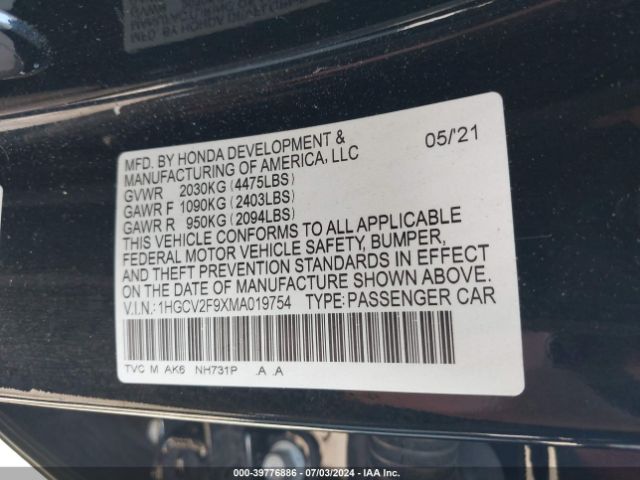 MFD. BY HONDA DEVELOPMENT & 05/'21
MANUFACTURING OF AMERICA, LLC
GVWR 2030KG (4475LBS)
GAWR F 1090KG (2403LBS)
GAWR R 950KG (2094LBS)
THIS VEHICLE CONFORMS TO ALL APPLICABLE
FEDERAL MOTOR VEHICLE SAFETY, BUMPER,
AND THEFT PREVENTION STANDARDS IN EFFECT
ON THE DATE OF MANUFACTURE SHOWN ABOVE.
V.I.N.: 1HGCV2F9XMA019754 TYPE: PASSENGER CAR
TVC M AK6 NH731P .A .A
000-39776886 | 07/03/2024 | IAA Inc.